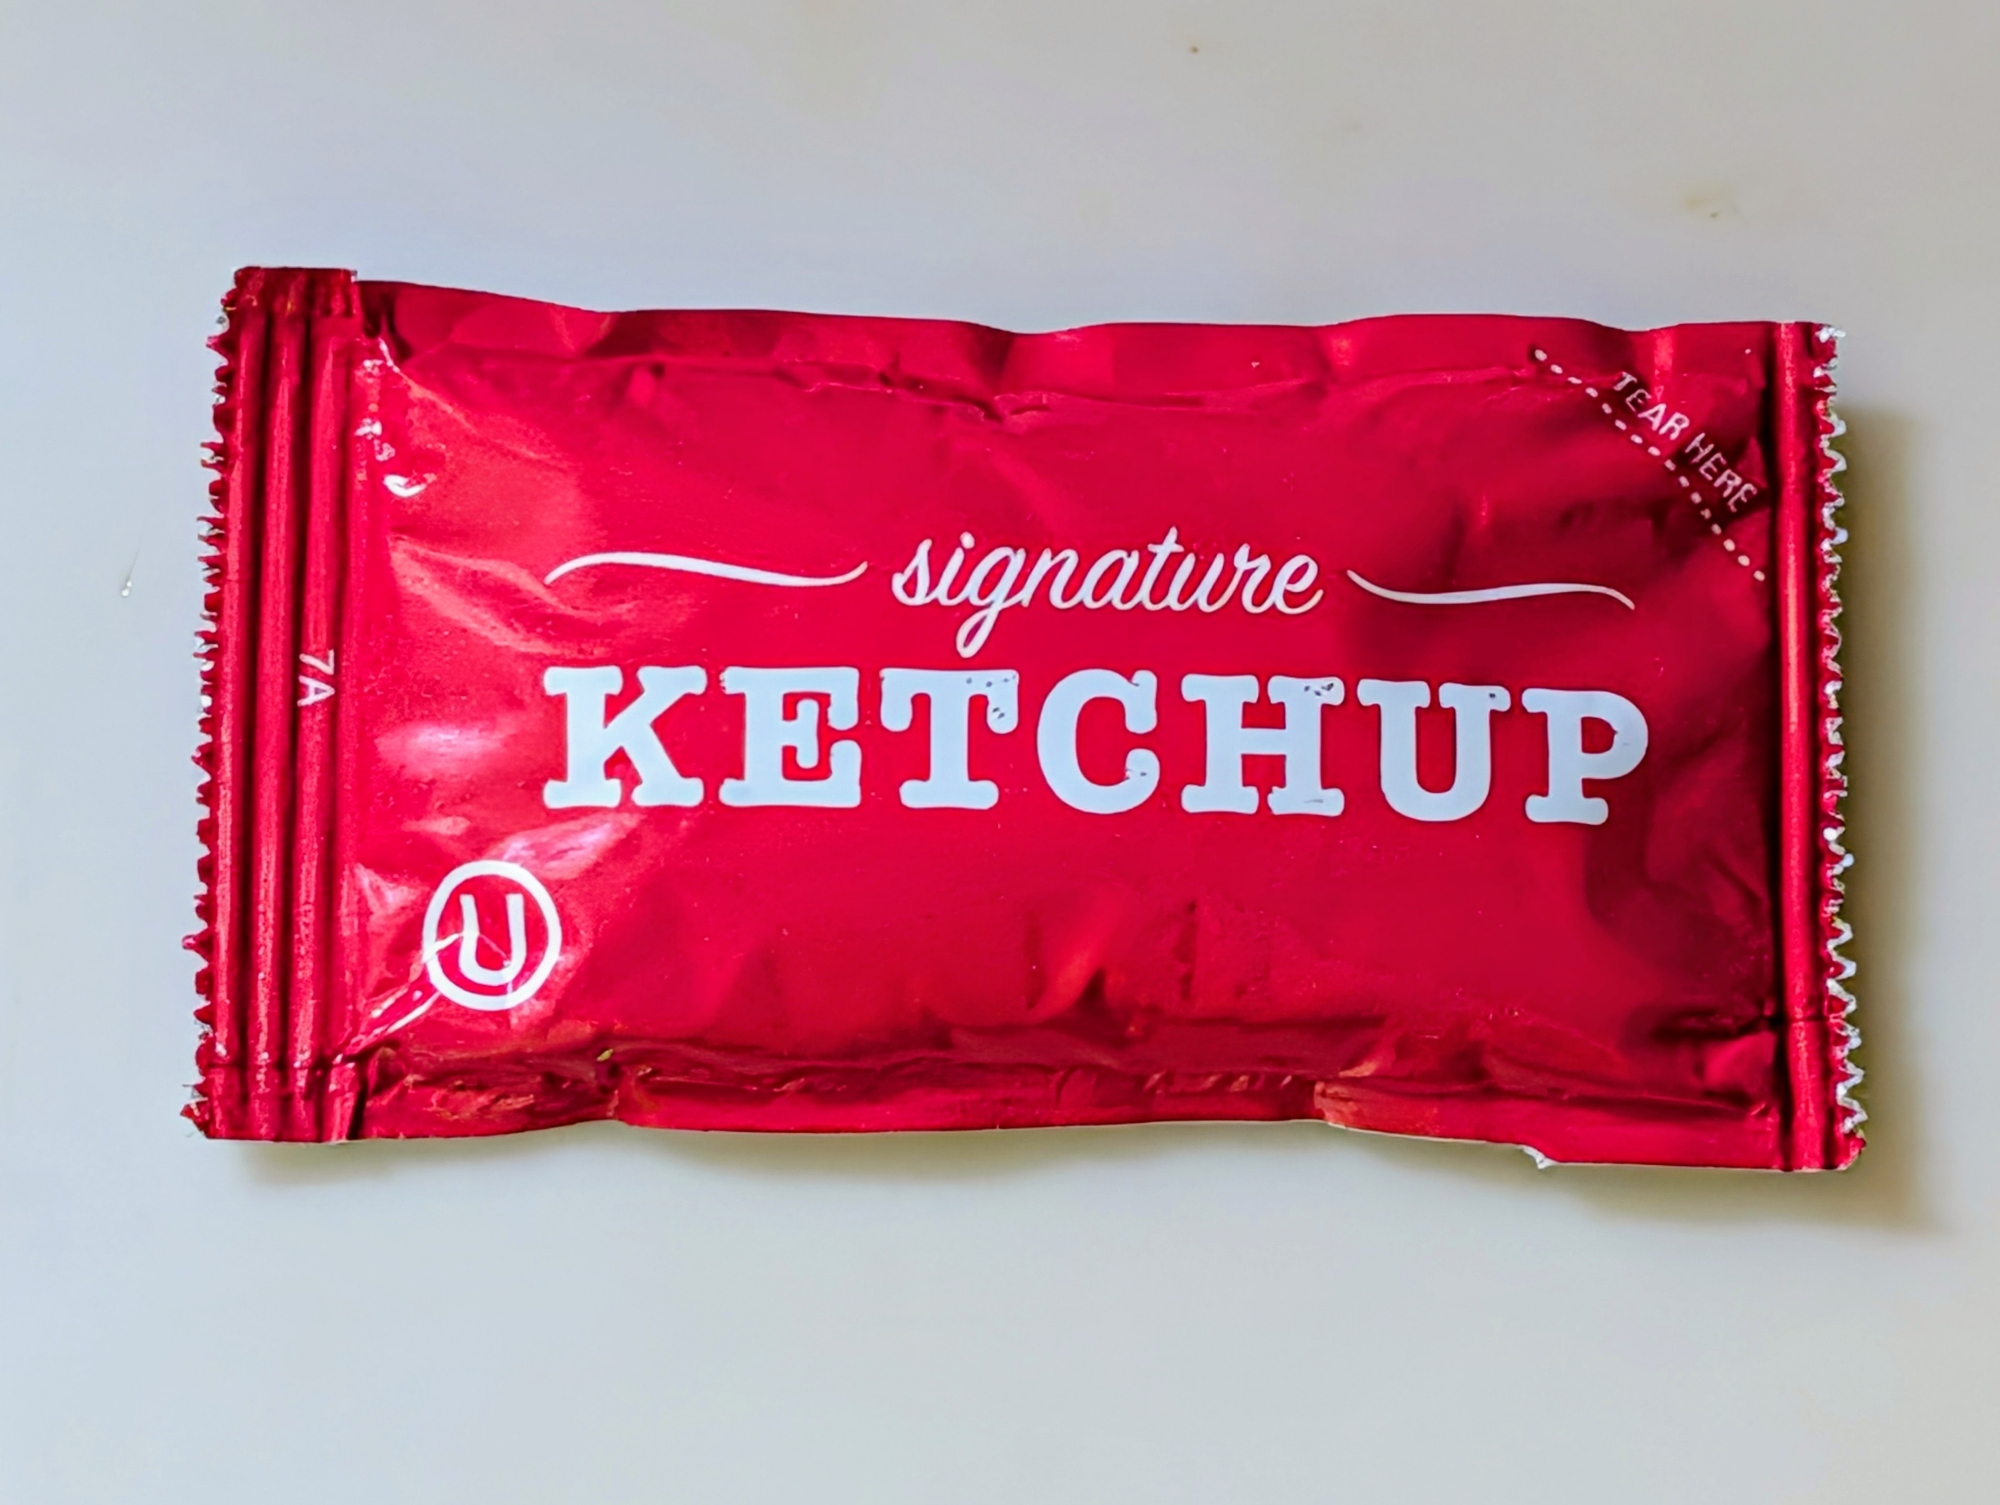 TEAR HERE
signature
KETCHUP
7A
U